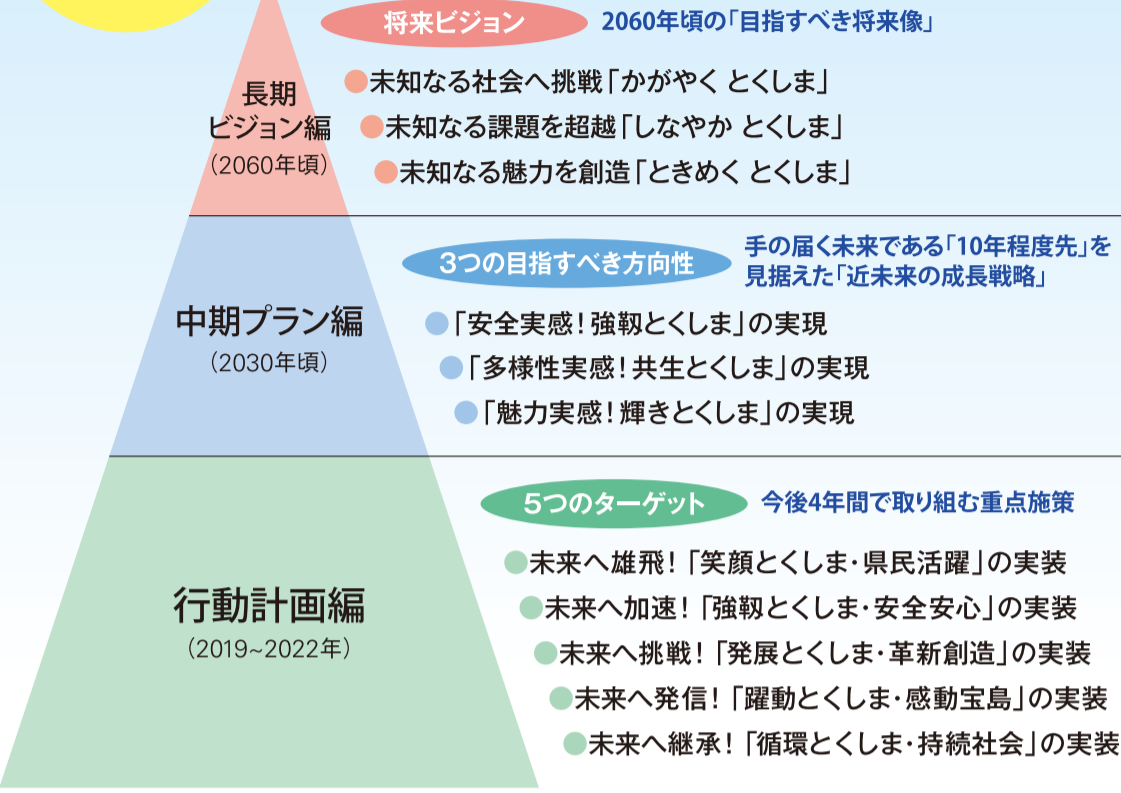 将来ビジョン 2060年頃の「目指すべき将来像」
長期
ビジョン編
（2060年頃）
●未知なる社会へ挑戦「かがやく とくしま」
●未知なる課題を超越「しなやか とくしま」
●未知なる魅力を創造「ときめく とくしま」
3つの目指すべき方向性
手の届く未来である「10年程度先」を
見据えた「近未来の成長戦略」
中期プラン編
（2030年頃）
●「安全実感！強靱とくしま」の実現
●「多様性実感！共生とくしま」の実現
●「魅力実感！輝きとくしま」の実現
5つのターゲット 今後4年間で取り組む重点施策
行動計画編
（2019~2022年）
●未来へ雄飛！「笑顔とくしま・県民活躍」の実装
●未来へ加速！「強靱とくしま・安全安心」の実装
●未来へ挑戦！「発展とくしま・革新創造」の実装
●未来へ発信！「躍動とくしま・感動宝島」の実装
●未来へ継承！「循環とくしま・持続社会」の実装